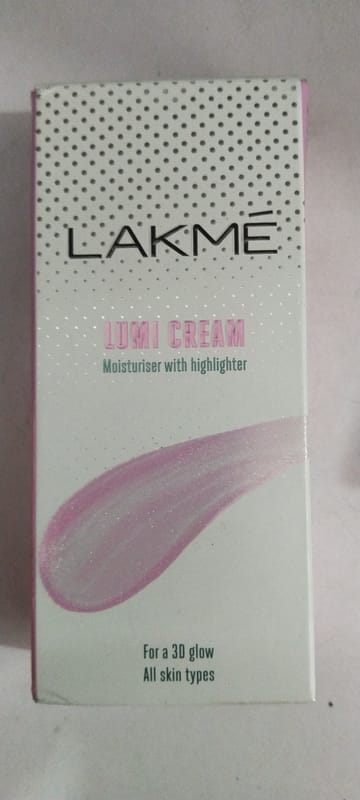 LAKMÉ
LUMI CREAM
Moisturiser with highlighter
For a 3D glow
All skin types